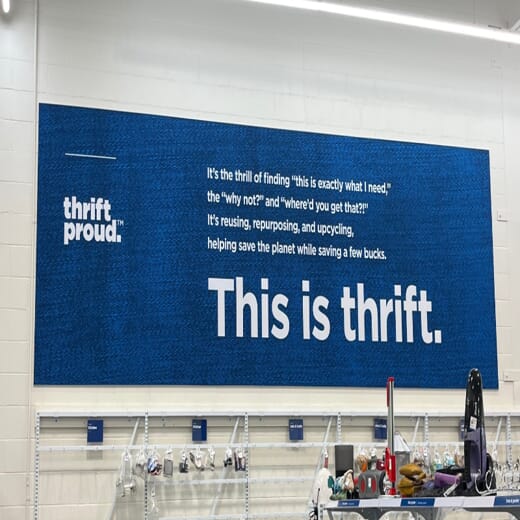 thrift
proud.™
It's the thrill of finding "this is exactly what I need,"
the "why not?" and "where'd you get that?!"
It's reusing, repurposing, and upcycling,
helping save the planet while saving a few bucks.
This is thrift.